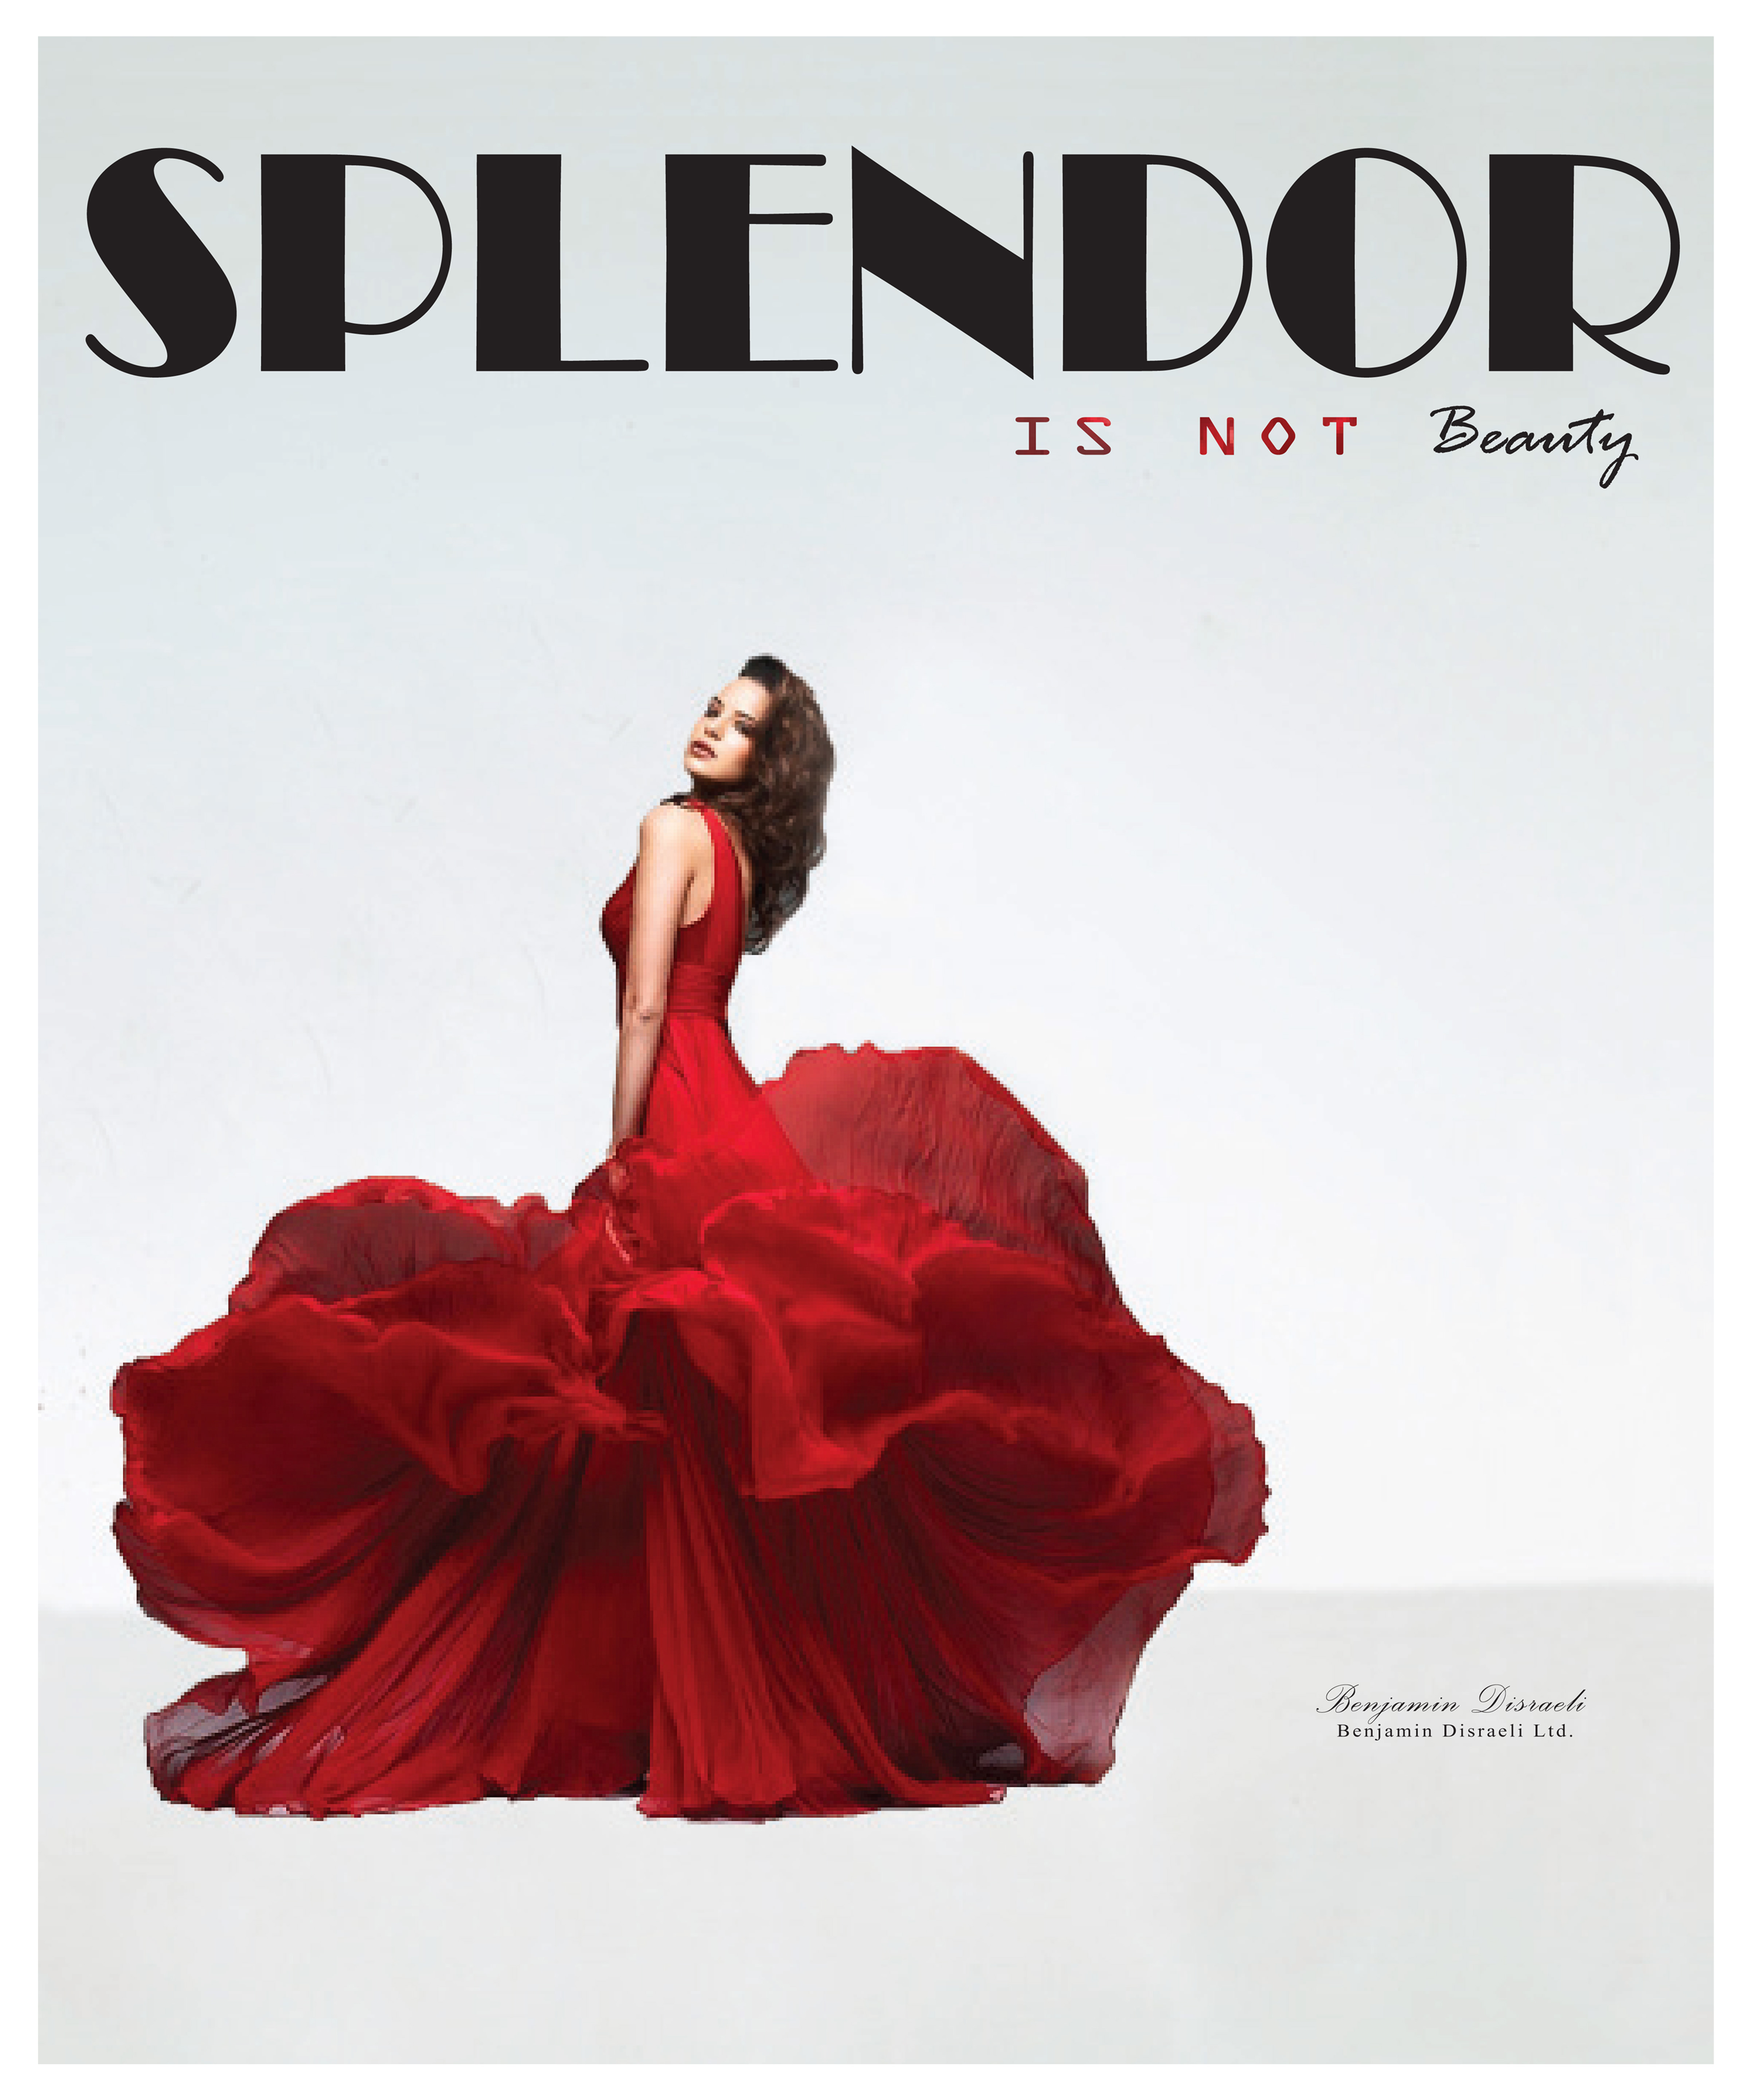 SPLENDOR
IS NOT Beauty
Benjamin Disraeli
Benjamin Disraeli Ltd.